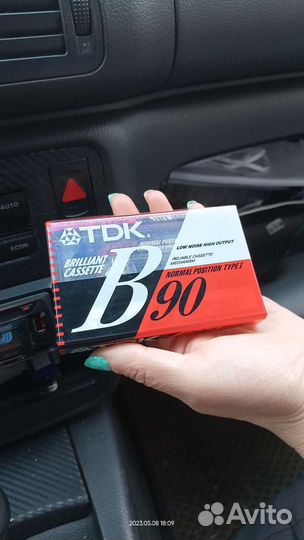 AUTO
ECON
TDK
NORMAL POSIT
LOW NOISE HIGH OUTPUT
BRILLIANT
CASSETTE
RELIABLE CASSETTE
MECHANISM
B
90
NORMAL POSITION TYPE I
2023.05.08 18:09
Avito